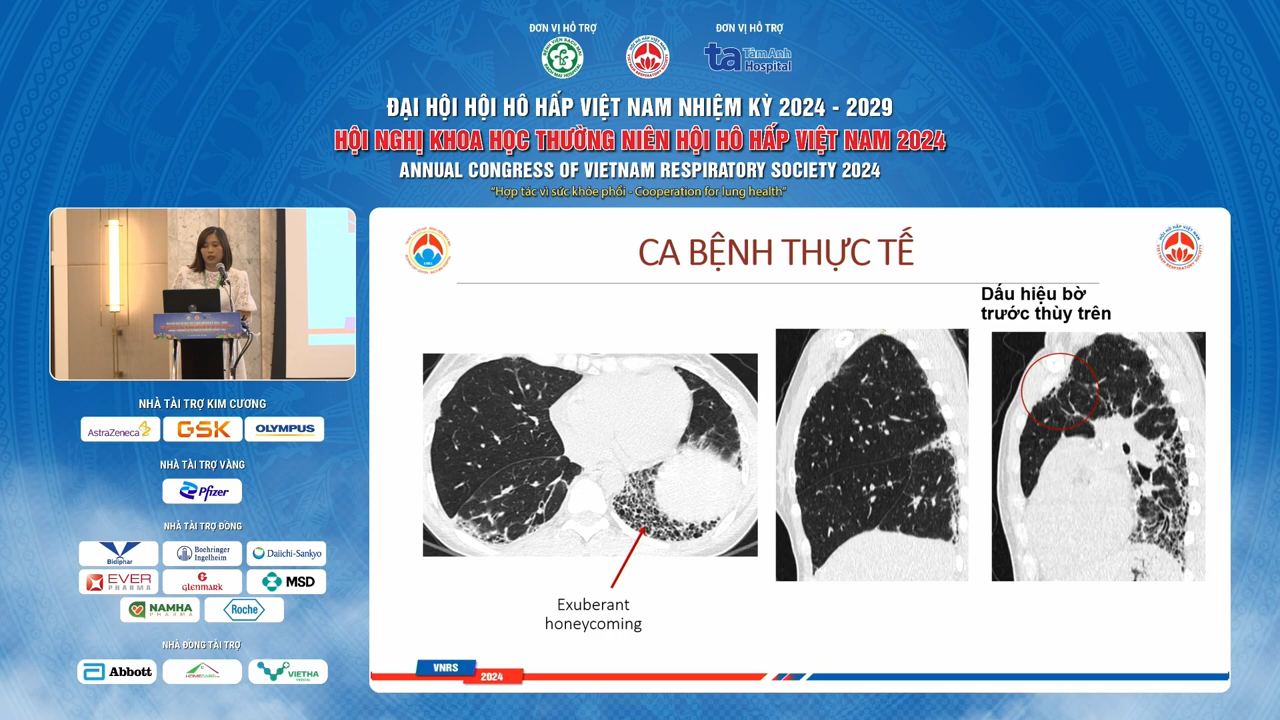 ĐƠN VỊ HỖ TRỢ
ĐƠN VỊ HỖ TRỢ
ta TâmAnh Hospital
ĐẠI HỘI HỘI HÔ HẤP VIỆT NAM NHIỆM KỲ 2024 - 2029
HỘI NGHỊ KHOA HỌC THƯỜNG NIÊN HỘI HÔ HẤP VIỆT NAM 2024
ANNUAL CONGRESS OF VIETNAM RESPIRATORY SOCIETY 2024
"Hợp tác vì sức khỏe phổi - Cooperation for lung health"
CA BỆNH THỰC TẾ
Dấu hiệu bờ
trước thùy trên
Exuberant
honeycoming
VNRS
2024
NHÀ TÀI TRỢ KIM CƯƠNG
AstraZeneca
GSK
OLYMPUS
NHÀ TÀI TRỢ VÀNG
Pfizer
NHÀ TÀI TRỢ ĐỒNG
Bidiphar
Boehringer Ingelheim
Daiichi-Sankyo
EVER PHARMA
GLENMARK
MSD
NAMHA PHARMA
Roche
NHÀ ĐỒNG TÀI TRỢ
Abbott
VIETHA